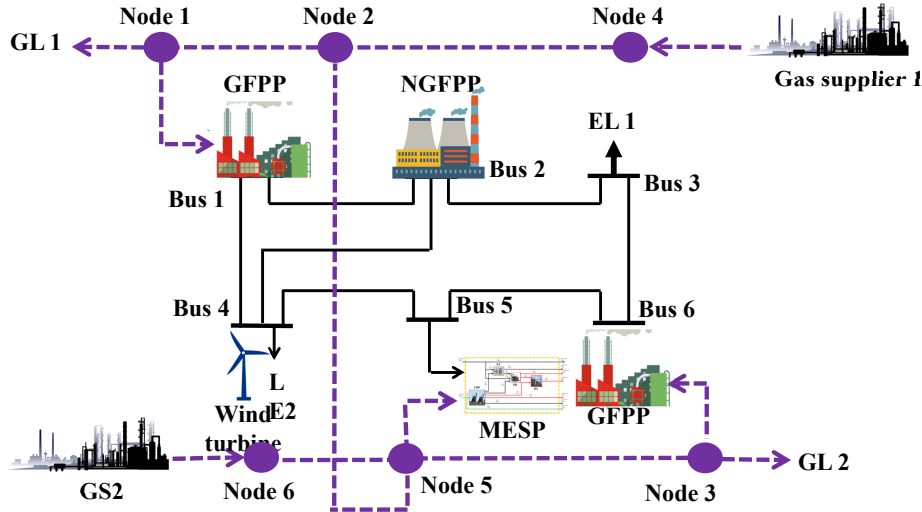 Node 1
Node 2
Node 4
GL 1
Gas supplier 1
GFPP
NGFPP
EL 1
Bus 2
Bus 3
Bus 1
Bus 4
Bus 5
Bus 6
L
E2
Wind
turbine
MESP
GFPP
GL 2
GS2
Node 6
Node 5
Node 3